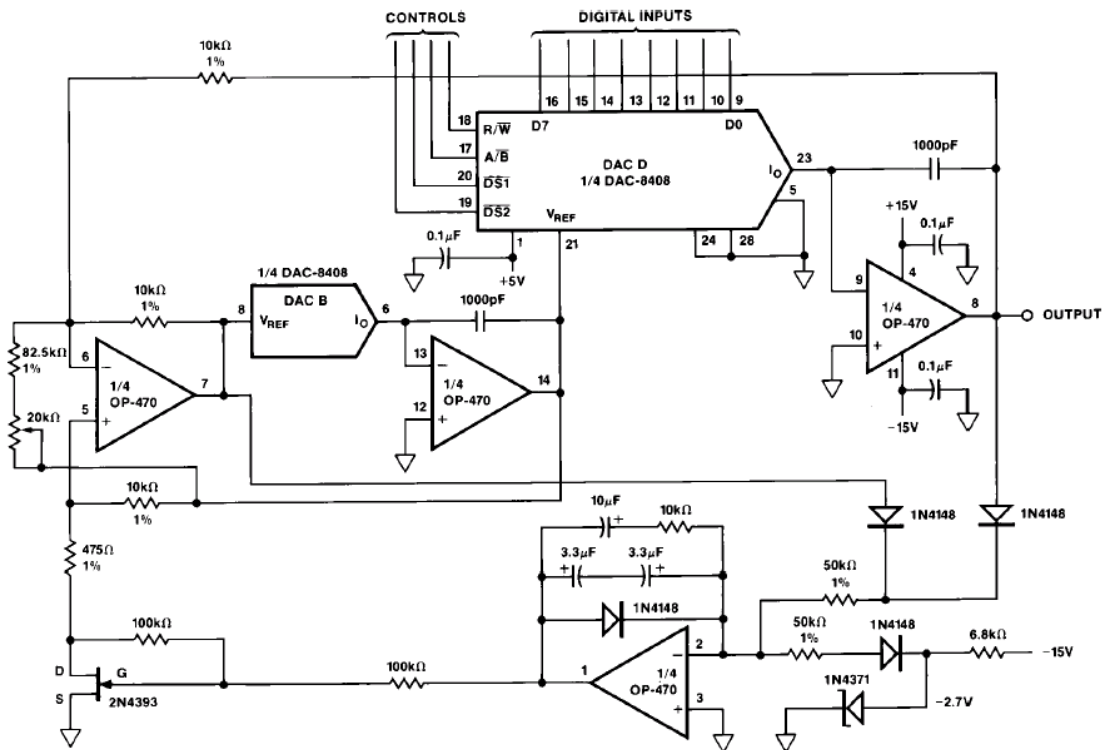 CONTROLS
DIGITAL INPUTS
10kΩ
1%
16 15 14 13 12 11 10 9
D7 D0
18 R/W̅
17 A/B̅
20 D̅S̅1̅
19 D̅S̅2̅
DAC D
1/4 DAC-8408
I_O
23
5
V_REF
1
21
24
28
1000pF
0.1μF
+5V
+15V
0.1μF
4
9
−
10
+
1/4
OP-470
8
OUTPUT
11
0.1μF
−15V
1/4 DAC-8408
DAC B
8
V_REF
I_O
6
1000pF
10kΩ
1%
82.5kΩ
1%
20kΩ
6
−
5
+
1/4
OP-470
7
13
−
12
+
1/4
OP-470
14
10kΩ
1%
475Ω
1%
1N4148
1N4148
10μF
+
10kΩ
3.3μF
+
3.3μF
+
1N4148
50kΩ
1%
50kΩ
1%
1N4148
6.8kΩ
−15V
1N4371
−2.7V
2
−
3
+
1/4
OP-470
1
100kΩ
100kΩ
D
G
S
2N4393